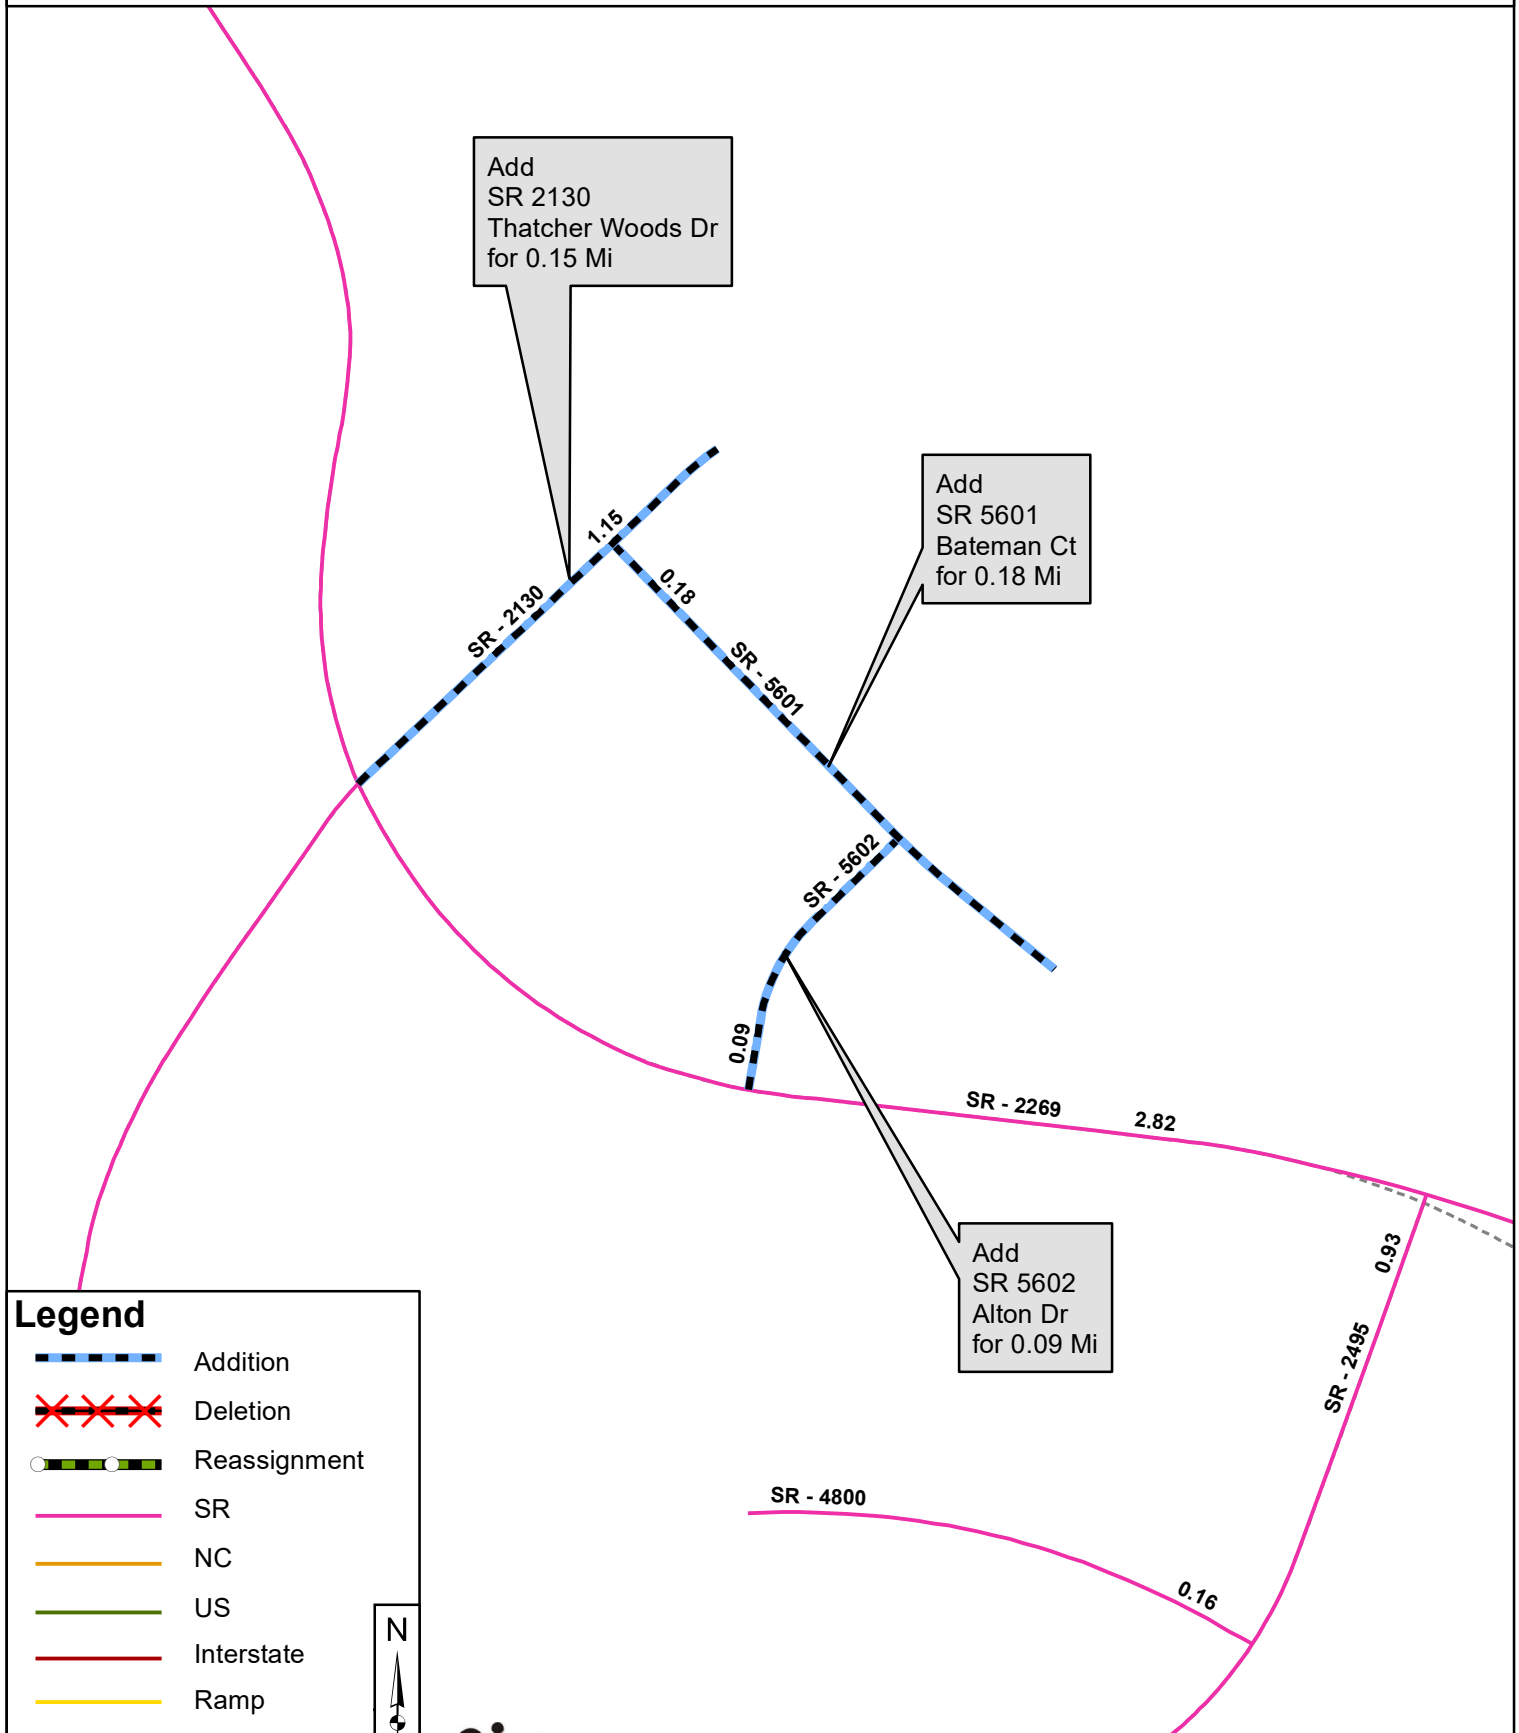 Add
SR 2130
Thatcher Woods Dr
for 0.15 Mi
Add
SR 5601
Bateman Ct
for 0.18 Mi
1.15
SR - 2130
0.18
SR - 5601
SR - 5602
0.09
SR - 2269
2.82
Add
SR 5602
Alton Dr
for 0.09 Mi
0.93
SR - 2495
SR - 4800
0.16
Legend
Addition
Deletion
Reassignment
SR
NC
US
Interstate
Ramp
N